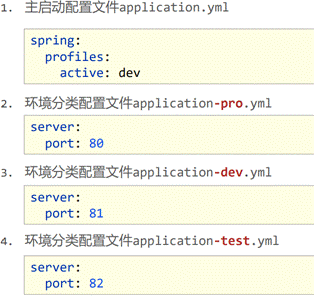 1. 主启动配置文件application.yml
spring:
  profiles:
    active: dev
2. 环境分类配置文件application-pro.yml
server:
  port: 80
3. 环境分类配置文件application-dev.yml
server:
  port: 81
4. 环境分类配置文件application-test.yml
server:
  port: 82